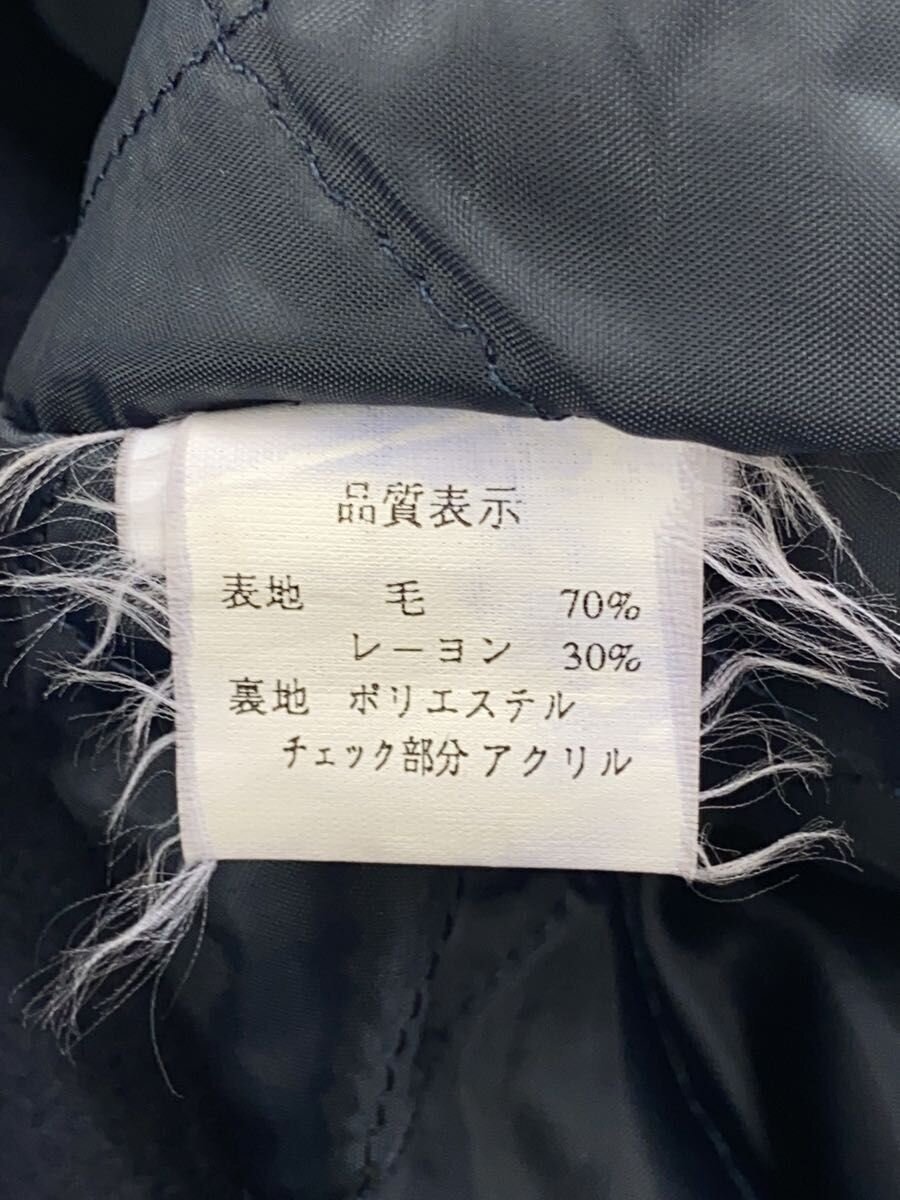 品質表示
表地 毛 70%
レーヨン 30%
裏地 ポリエステル
チェック部分 アクリル